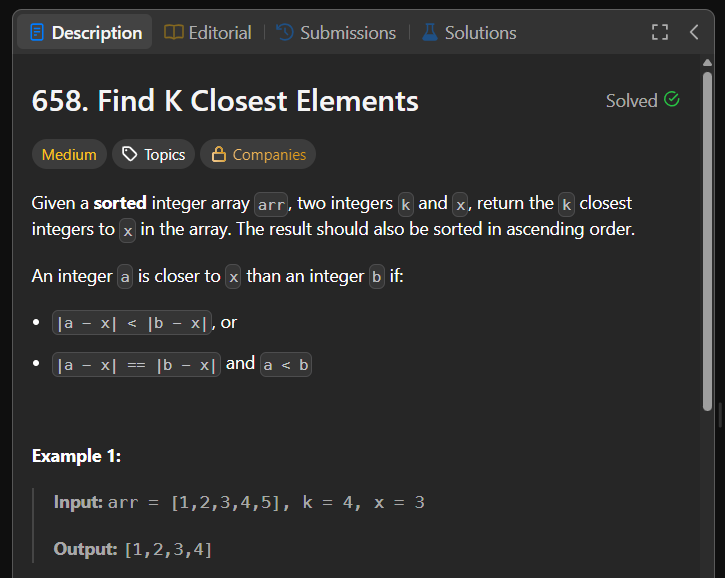 Description Editorial Submissions Solutions
658. Find K Closest Elements
Solved
Medium Topics Companies
Given a sorted integer array arr, two integers k and x, return the k closest
integers to x in the array. The result should also be sorted in ascending order.
An integer a is closer to x than an integer b if:
• |a - x| < |b - x|, or
• |a - x| == |b - x| and a < b
Example 1:
Input: arr = [1,2,3,4,5], k = 4, x = 3
Output: [1,2,3,4]